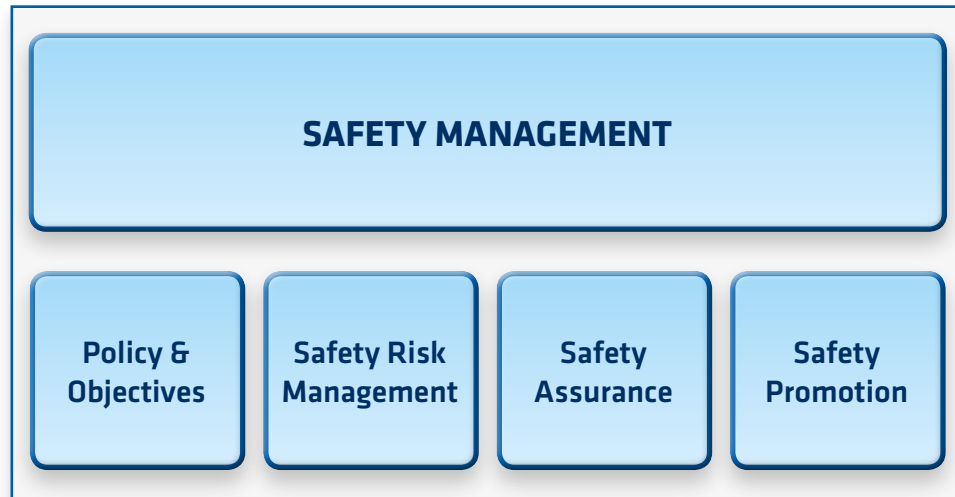 SAFETY MANAGEMENT
Policy &
Objectives
Safety Risk
Management
Safety
Assurance
Safety
Promotion